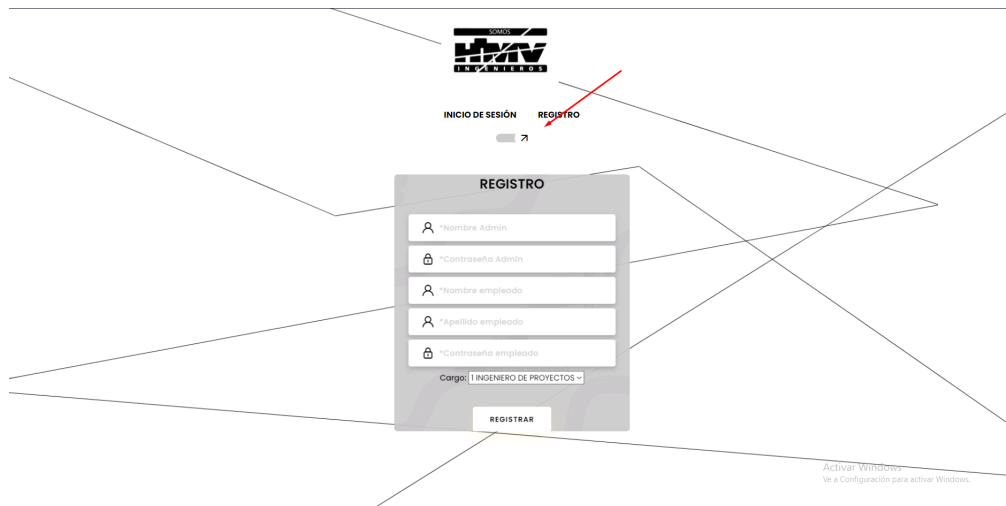 SOMOS
HMV
INGENIEROS
INICIO DE SESIÓN REGISTRO
REGISTRO
*Nombre Admin
*Contraseña Admin
*Nombre empleado
*Apellido empleado
*Contraseña empleado
Cargo: 1 INGENIERO DE PROYECTOS
REGISTRAR
Activar Windows
Ve a Configuración para activar Windows.